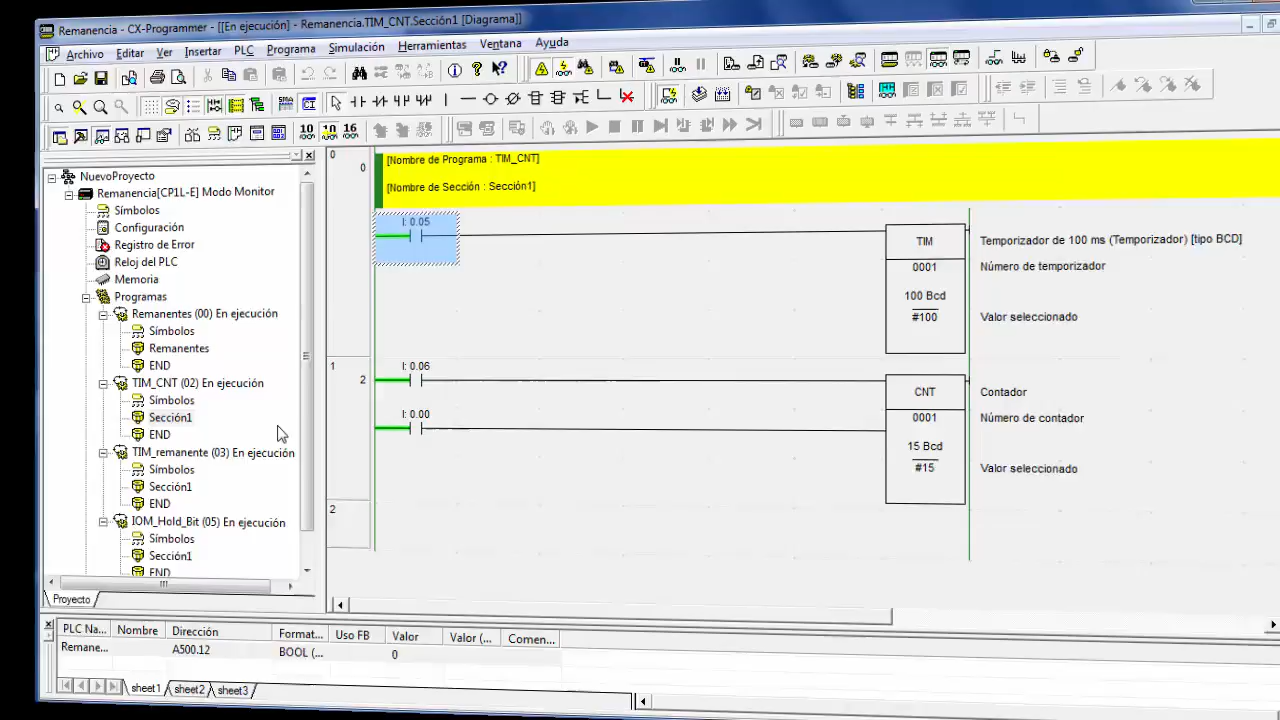 Remanencia - CX-Programmer - [[En ejecución] - Remanencia.TIM_CNT.Sección1 [Diagrama]]
Archivo Editar Ver Insertar PLC Programa Simulación Herramientas Ventana Ayuda
10 10 16
NuevoProyecto
Remanencia[CP1L-E] Modo Monitor
Símbolos
Configuración
Registro de Error
Reloj del PLC
Memoria
Programas
Remanentes (00) En ejecución
Símbolos
Remanentes
END
TIM_CNT (02) En ejecución
Símbolos
Sección1
END
TIM_remanente (03) En ejecución
Símbolos
Sección1
END
IOM_Hold_Bit (05) En ejecución
Símbolos
Sección1
END
Proyecto
0
0
[Nombre de Programa : TIM_CNT]
[Nombre de Sección : Sección1]
I: 0.05
TIM Temporizador de 100 ms (Temporizador) [tipo BCD]
0001 Número de temporizador
100 Bcd
#100 Valor seleccionado
1
2
I: 0.06
CNT Contador
I: 0.00
0001 Número de contador
15 Bcd
#15 Valor seleccionado
2
PLC Na... Nombre Dirección Format... Uso FB Valor Valor (... Comen...
Remane... A500.12 BOOL (... 0
sheet1 sheet2 sheet3